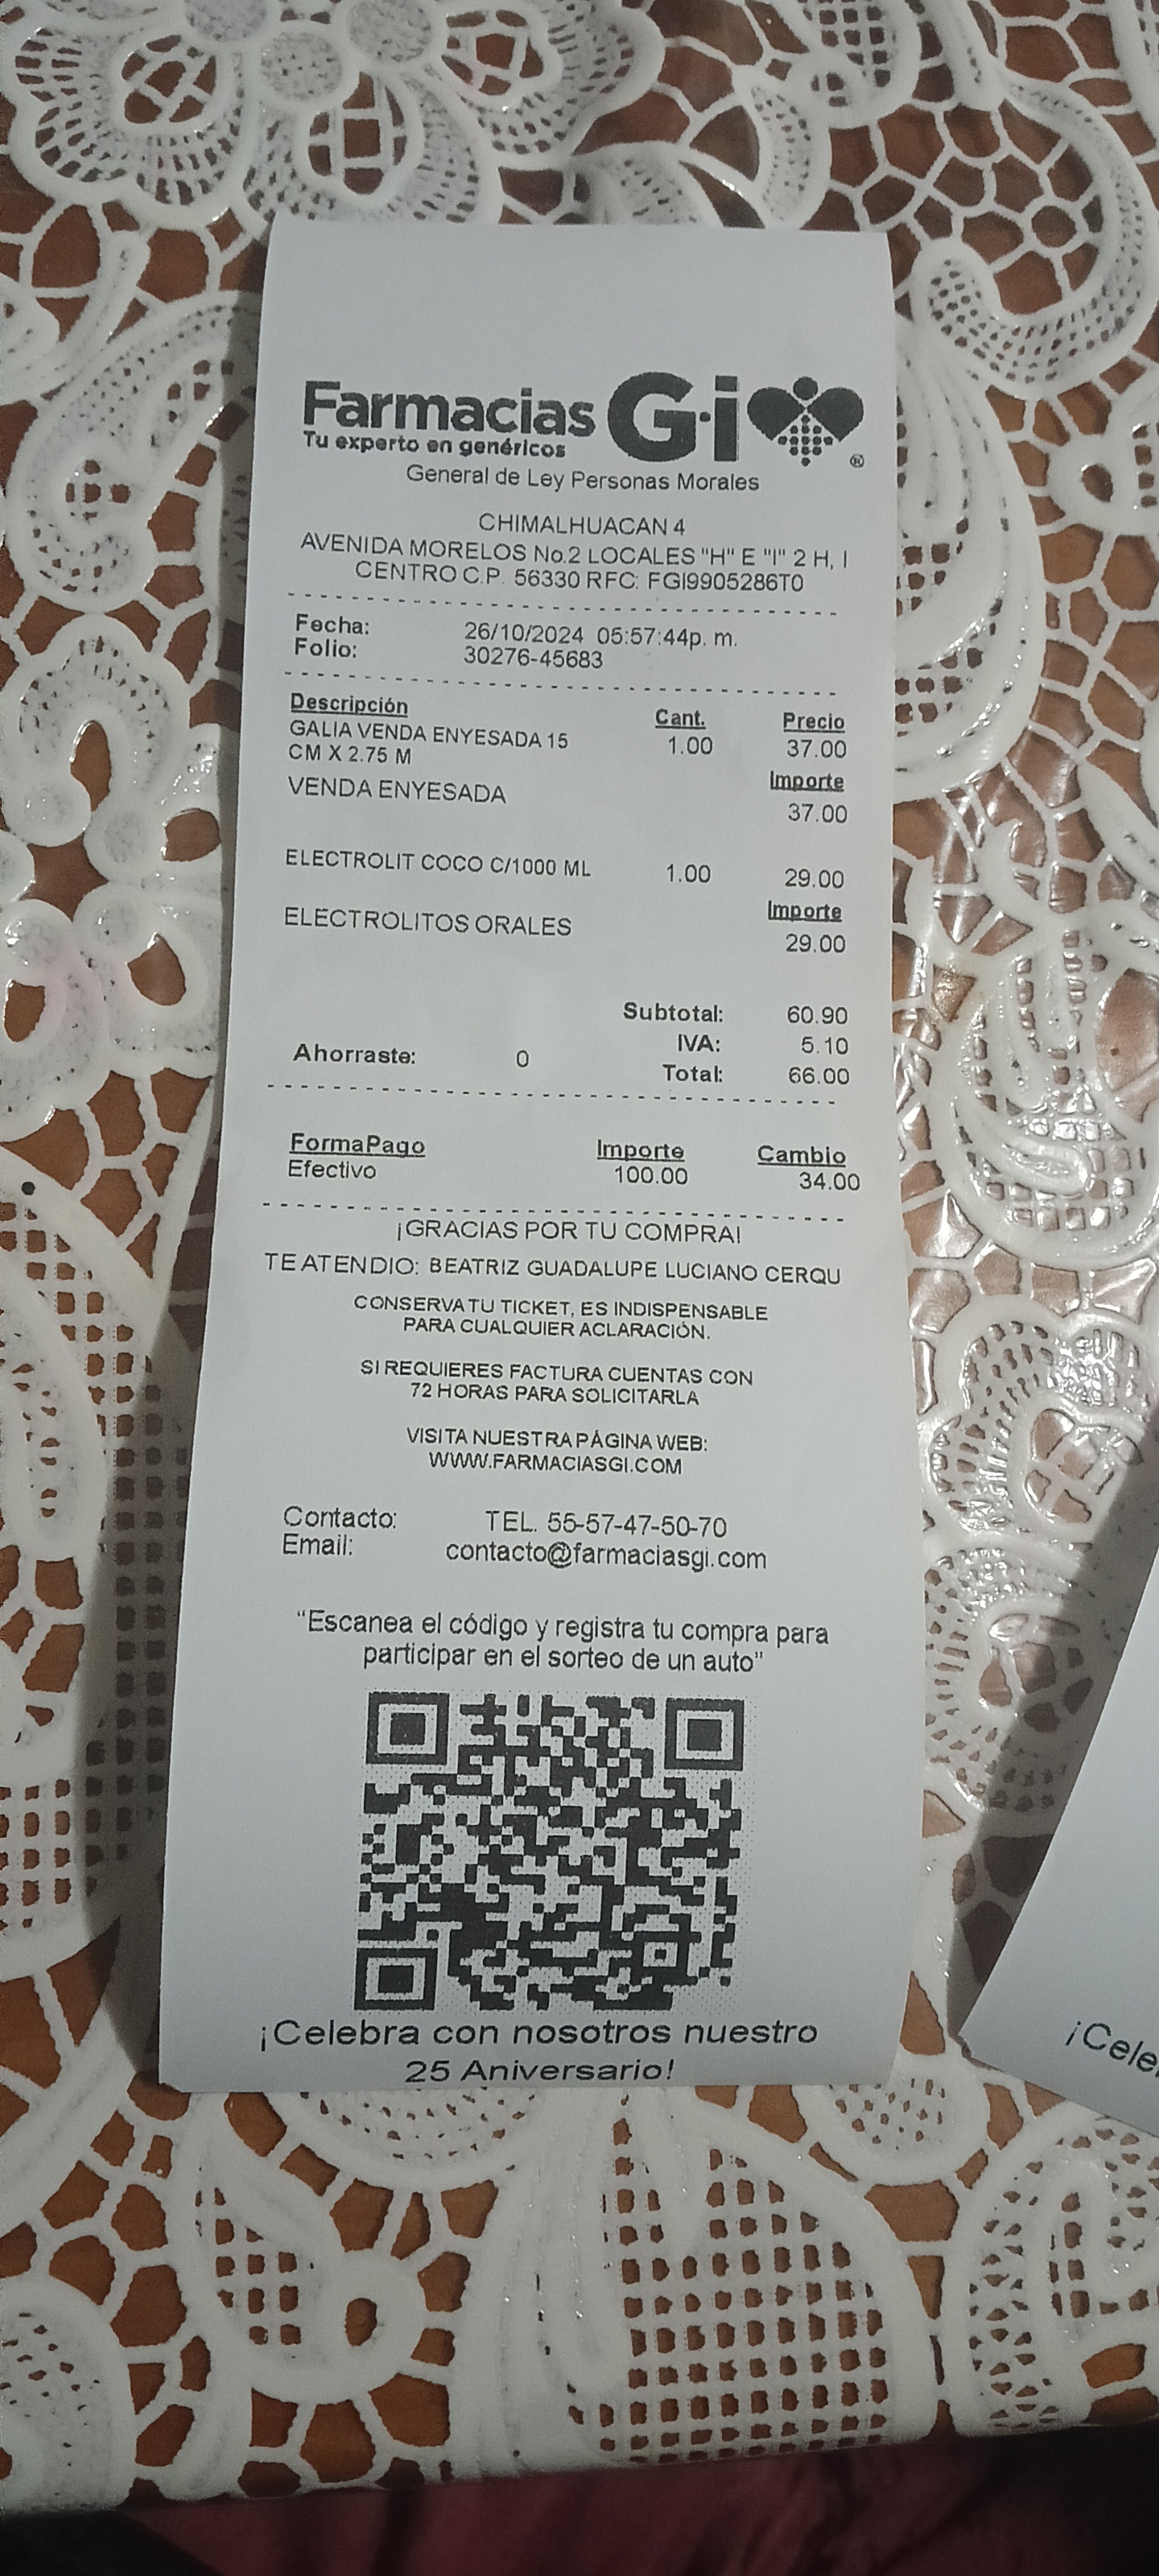 Farmacias G·i ®
Tu experto en genéricos
General de Ley Personas Morales
CHIMALHUACAN 4
AVENIDA MORELOS No.2 LOCALES "H" E "I" 2 H, I
CENTRO C.P. 56330 RFC: FGI9905286T0
Fecha: 26/10/2024 05:57:44p. m.
Folio: 30276-45683
Descripción Cant. Precio
GALIA VENDA ENYESADA 15 1.00 37.00
CM X 2.75 M
Importe
VENDA ENYESADA 37.00
ELECTROLIT COCO C/1000 ML 1.00 29.00
Importe
ELECTROLITOS ORALES 29.00
Subtotal: 60.90
IVA: 5.10
Ahorraste: 0 Total: 66.00
FormaPago Importe Cambio
Efectivo 100.00 34.00
¡GRACIAS POR TU COMPRA!
TE ATENDIO: BEATRIZ GUADALUPE LUCIANO CERQU
CONSERVA TU TICKET, ES INDISPENSABLE
PARA CUALQUIER ACLARACIÓN.
SI REQUIERES FACTURA CUENTAS CON
72 HORAS PARA SOLICITARLA
VISITA NUESTRA PÁGINA WEB:
WWW.FARMACIASGI.COM
Contacto: TEL. 55-57-47-50-70
Email: contacto@farmaciasgi.com
"Escanea el código y registra tu compra para
participar en el sorteo de un auto"
¡Celebra con nosotros nuestro
25 Aniversario!